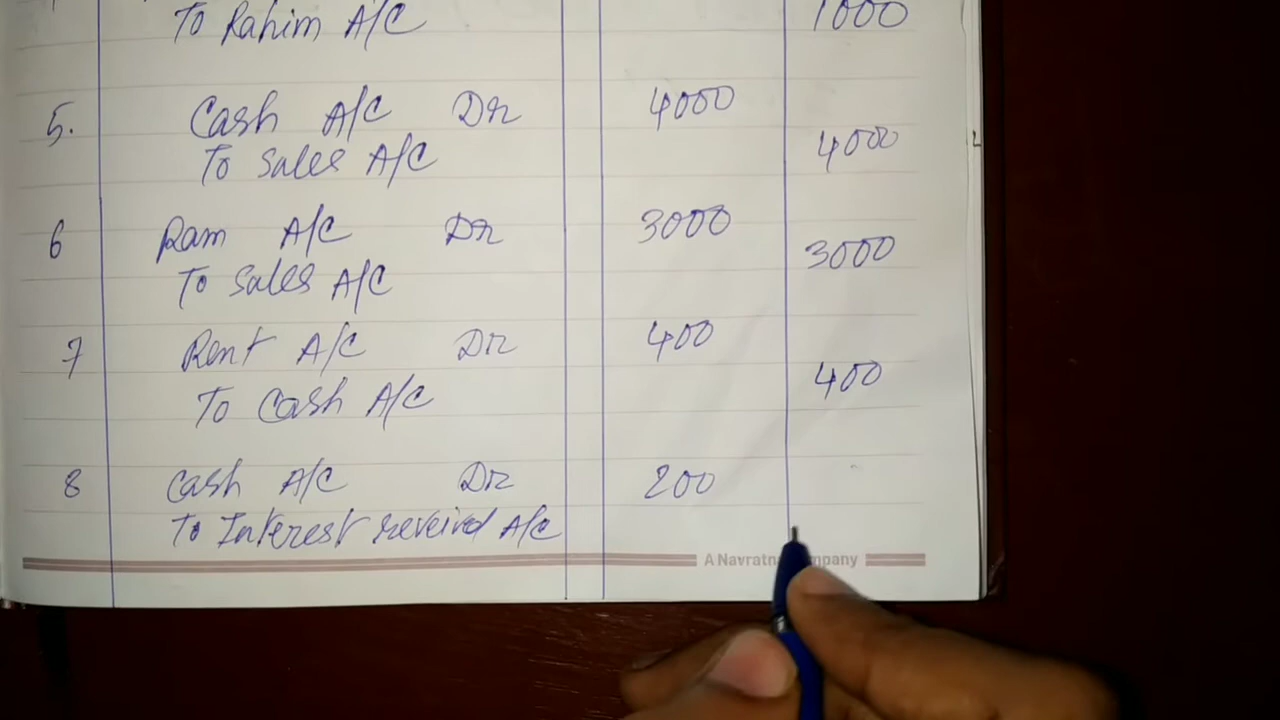 To Rahim A/C 1000
5. Cash A/C Dr 4000
To Sales A/C 4000
6 Ram A/C Dr 3000
To Sales A/C 3000
7 Rent A/C Dr 400
To Cash A/C 400
8 Cash A/C Dr 200
To Interest received A/C
A Navratna Company